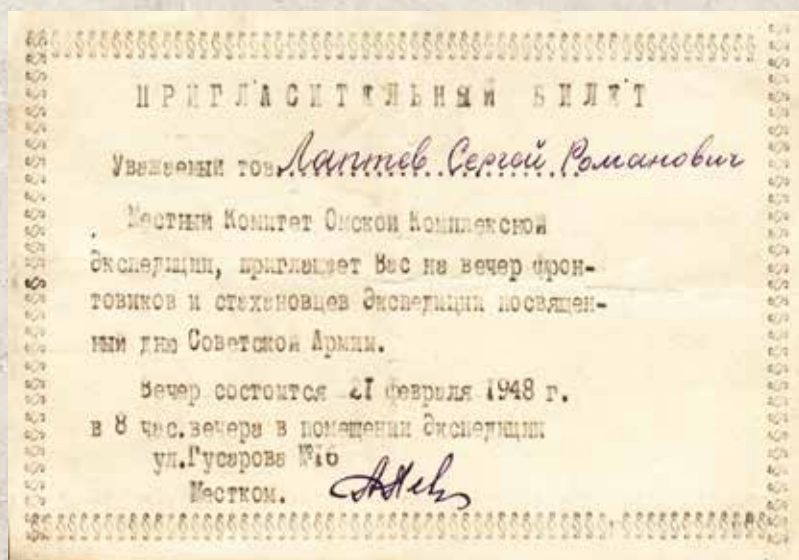 ПРИГЛАСИТЕЛЬНЫЙ БИЛЕТ
Уважаемый тов. Лаптев Сергей Романович
Местный Комитет Омской Комплексной
Экспедиции, приглашает Вас на вечер фрон-
товиков и стахановцев Экспедиции посвящен-
ный дню Советской Армии.
Вечер состоится 21 февраля 1948 г.
в 8 час. вечера в помещении Экспедиции
ул. Гусарова №16
Местком.